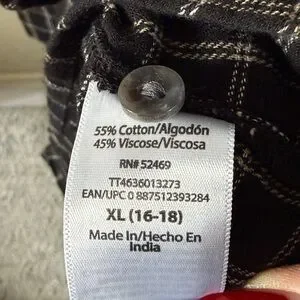 55% Cotton/Algodón
45% Viscose/Viscosa
RN# 52469
TT4636013273
EAN/UPC 0 887512393284
XL (16-18)
Made In/Hecho En
India